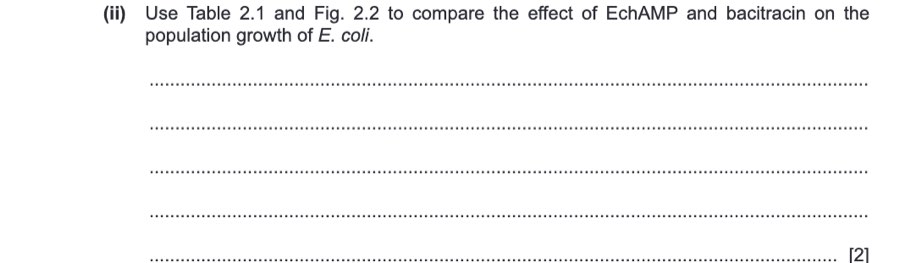 (ii) Use Table 2.1 and Fig. 2.2 to compare the effect of EchAMP and bacitracin on the
population growth of E. coli.
[2]